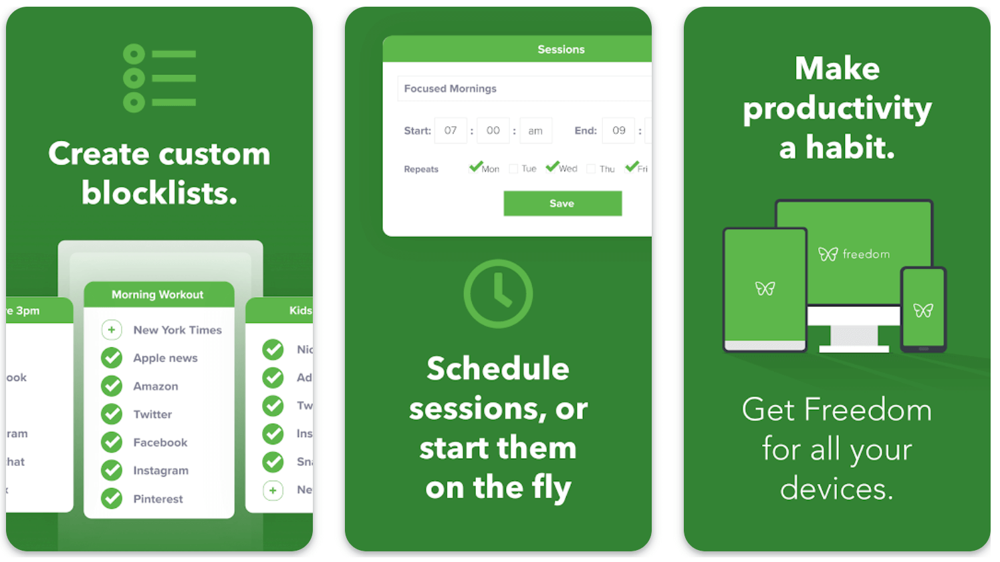 Create custom
blocklists.
re 3pm
ook
ram
hat
Morning Workout
New York Times
Apple news
Amazon
Twitter
Facebook
Instagram
Pinterest
Kids
Nic
Ad
Tw
Ins
Sna
Ne
Sessions
Focused Mornings
Start: 07 : 00 : am End: 09 :
Repeats Mon Tue Wed Thu Fri
Save
Schedule
sessions, or
start them
on the fly
Make
productivity
a habit.
freedom
Get Freedom
for all your
devices.